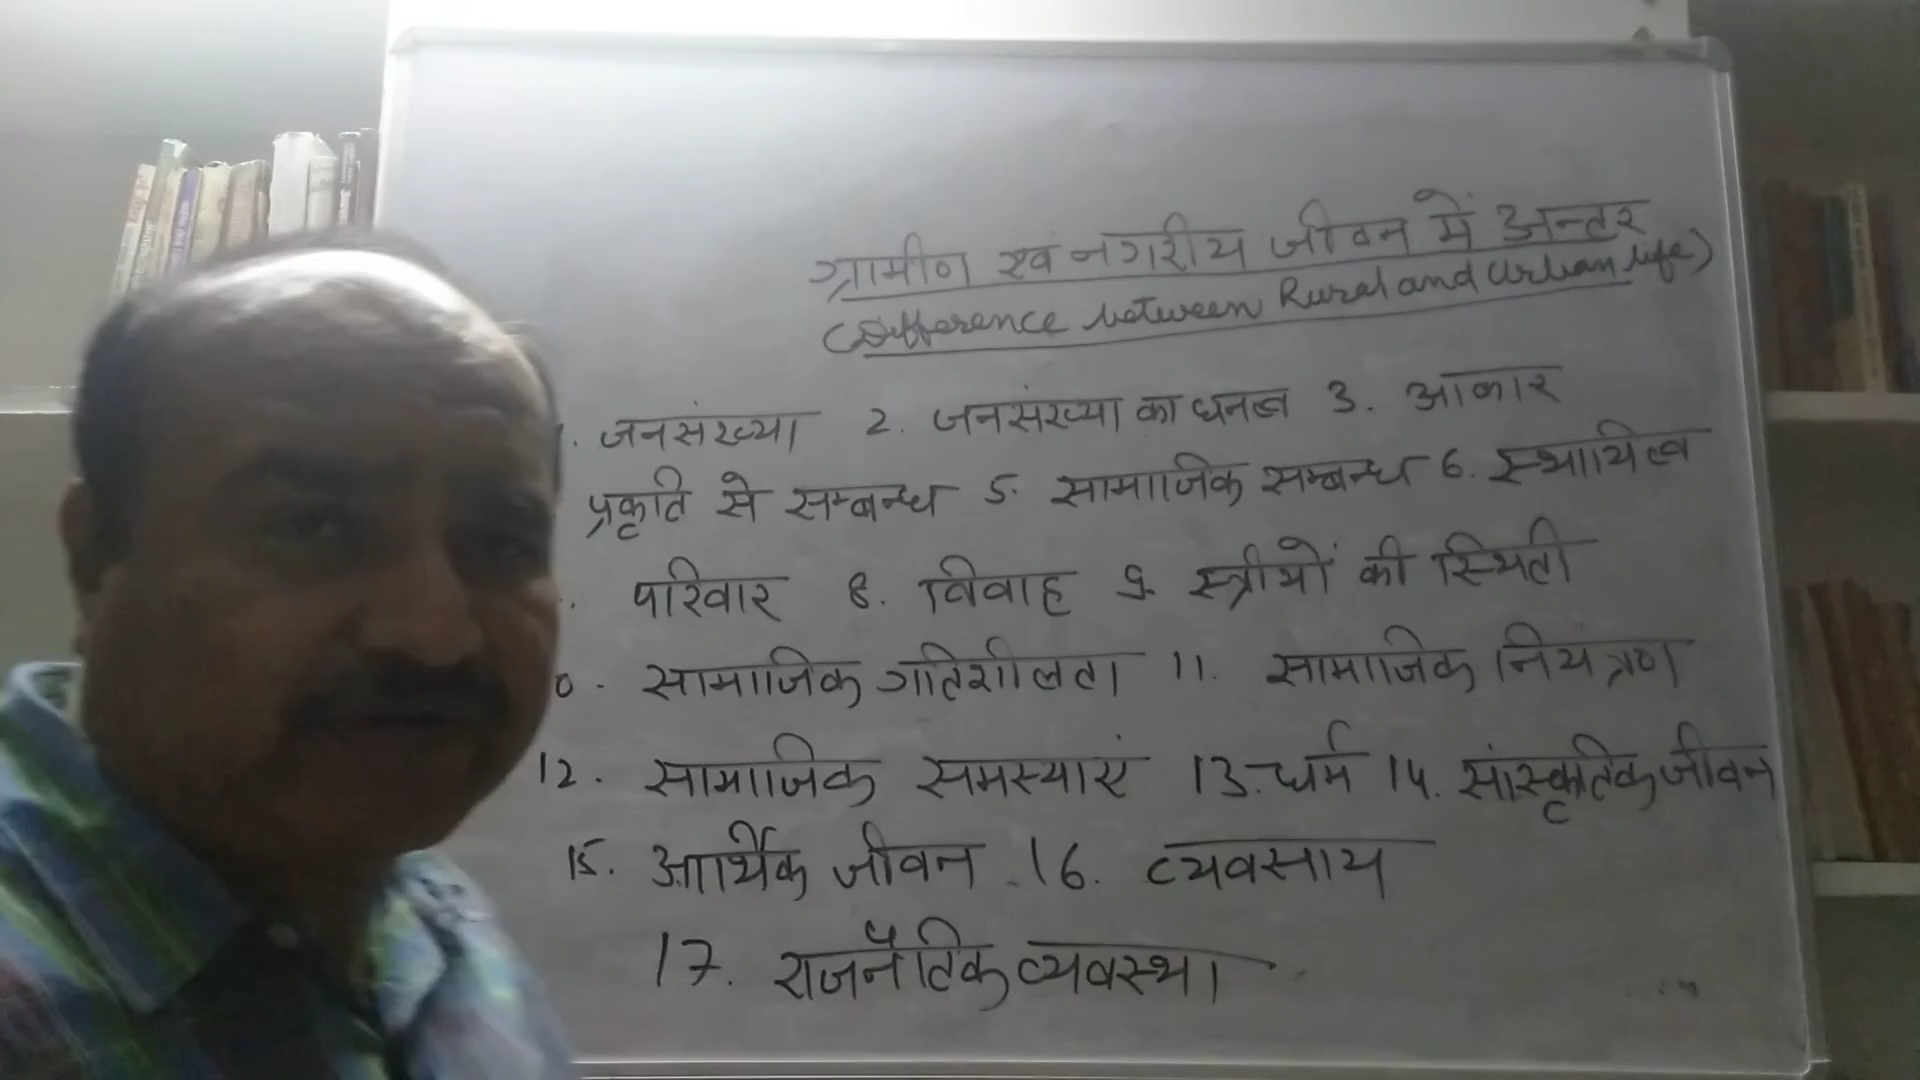 ग्रामीण एवं नगरीय जीवन में अन्तर
(Difference between Rural and Urban life)
1. जनसंख्या 2. जनसंख्या का घनत्व 3. आकार
प्रकृति से सम्बन्ध 5. सामाजिक सम्बन्ध 6. स्थायित्व
परिवार 8. विवाह 9. स्त्रीयों की स्थिती
0. सामाजिक गतिशीलता 11. सामाजिक नियंत्रण
12. सामाजिक समस्याएं 13. धर्म 14. सांस्कृतिक जीवन
15. आर्थिक जीवन 16. व्यवसाय
17. राजनैतिक व्यवस्था